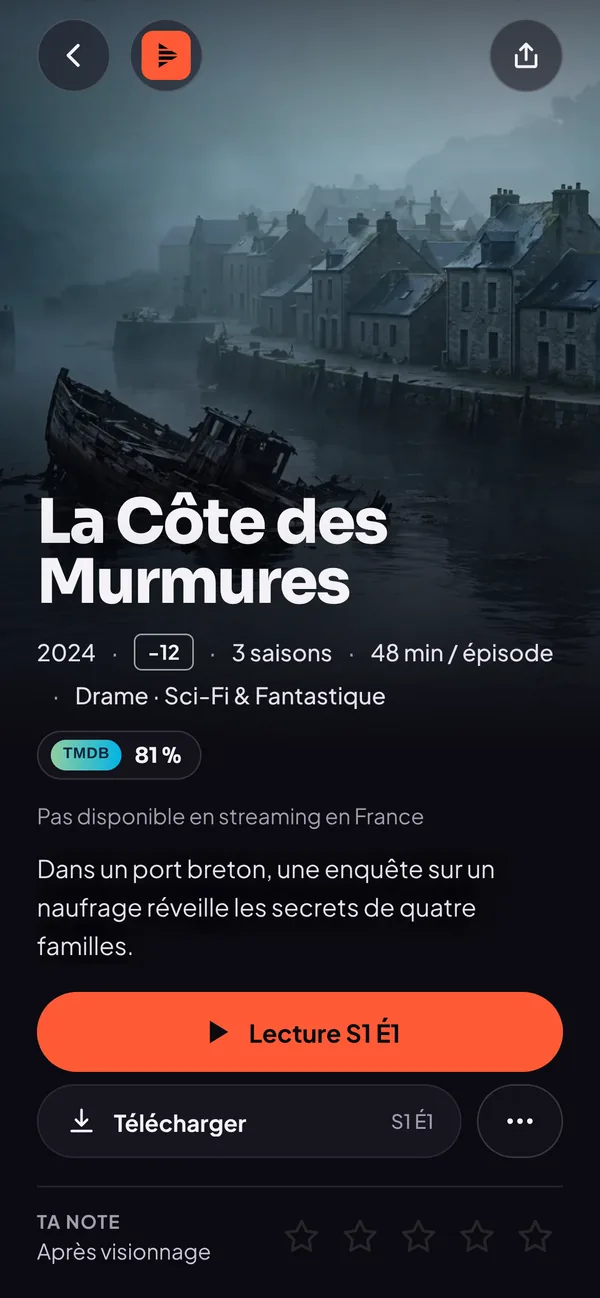 La Côte des
Murmures
2024 · -12 · 3 saisons · 48 min / épisode
· Drame · Sci-Fi & Fantastique
TMDB 81 %
Pas disponible en streaming en France
Dans un port breton, une enquête sur un
naufrage réveille les secrets de quatre
familles.
Lecture S1 É1
Télécharger S1 É1
TA NOTE
Après visionnage